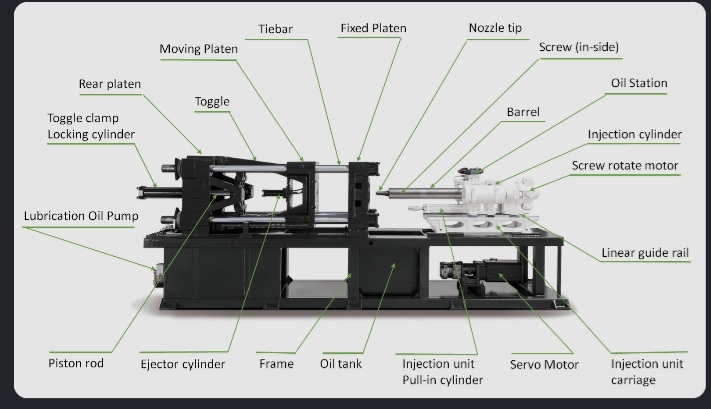 Tiebar
Fixed Platen
Nozzle tip
Moving Platen
Screw (in-side)
Rear platen
Oil Station
Toggle
Toggle clamp
Locking cylinder
Barrel
Injection cylinder
Screw rotate motor
Lubrication Oil Pump
Linear guide rail
Piston rod
Ejector cylinder
Frame
Oil tank
Injection unit
Pull-in cylinder
Servo Motor
Injection unit
carriage